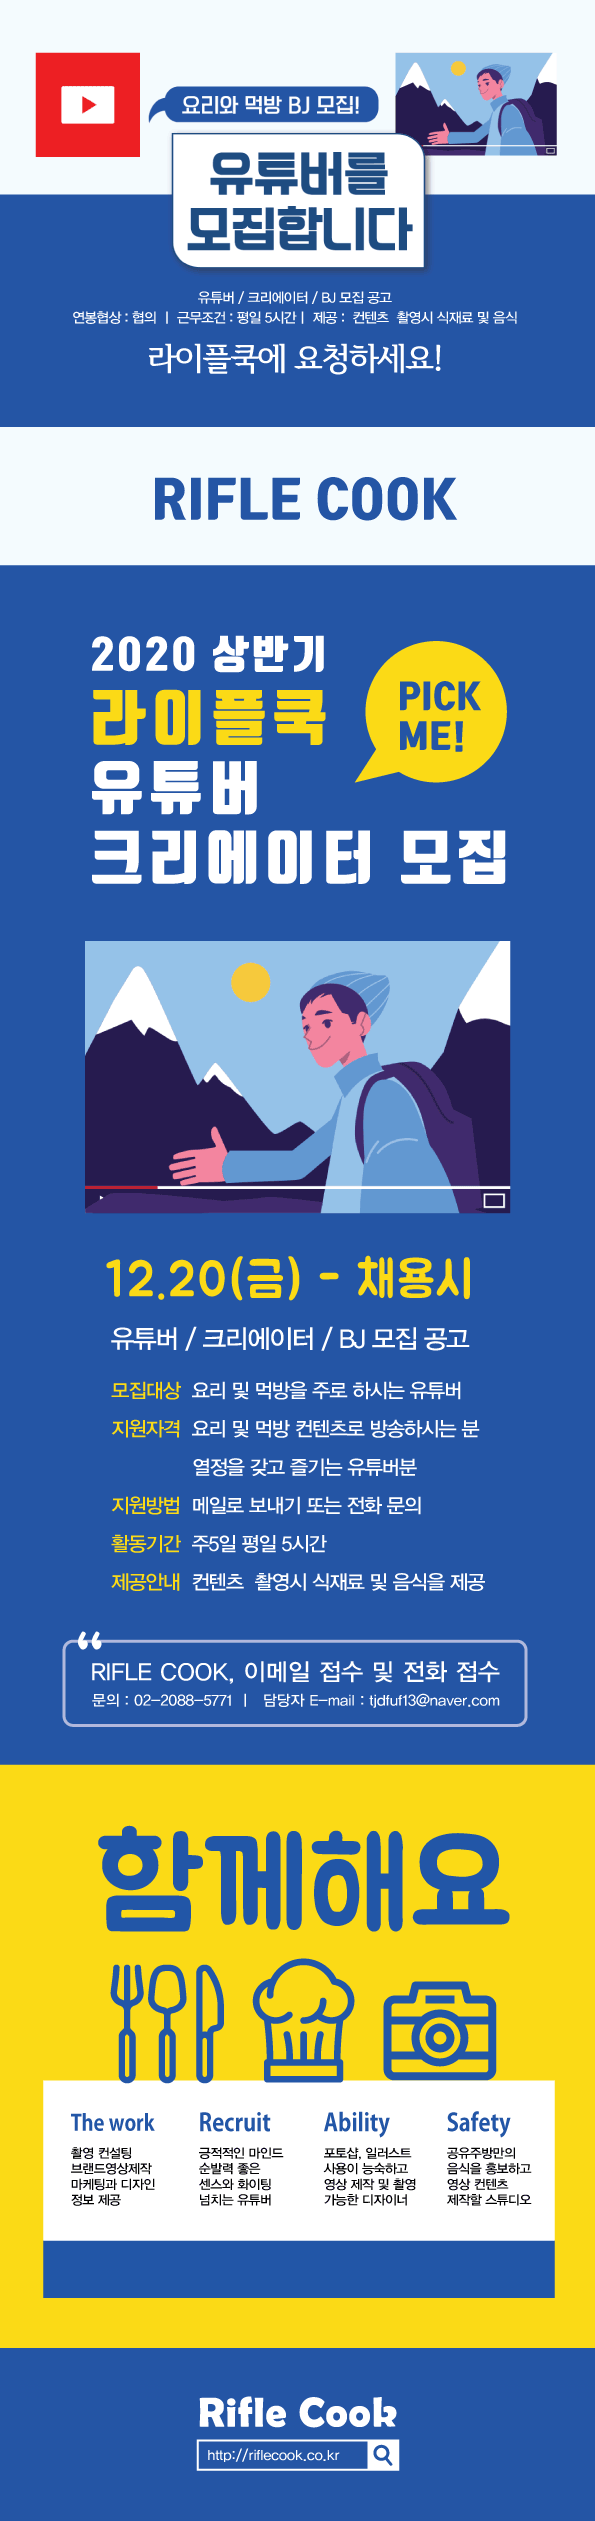 요리와 먹방 BJ 모집!
유튜버를
모집합니다
유튜버 / 크리에이터 / BJ 모집 공고
연봉협상 : 협의 | 근무조건 : 평일 5시간 | 제공 : 컨텐츠 촬영시 식재료 및 음식
라이플쿡에 요청하세요!
RIFLE COOK
2020 상반기
라이플쿡
유튜버
크리에이터 모집
PICK
ME!
12.20(금) - 채용시
유튜버 / 크리에이터 / BJ 모집 공고
모집대상 요리 및 먹방을 주로 하시는 유튜버
지원자격 요리 및 먹방 컨텐츠로 방송하시는 분
열정을 갖고 즐기는 유튜버분
지원방법 메일로 보내기 또는 전화 문의
활동기간 주5일 평일 5시간
제공안내 컨텐츠 촬영시 식재료 및 음식을 제공
“
RIFLE COOK, 이메일 접수 및 전화 접수
문의 : 02-2088-5771 | 담당자 E-mail : tjdfuf13@naver.com
함께해요
The work
촬영 컨설팅
브랜드영상제작
마케팅과 디자인
정보 제공
Recruit
긍적적인 마인드
순발력 좋은
센스와 화이팅
넘치는 유튜버
Ability
포토샵, 일러스트
사용이 능숙하고
영상 제작 및 촬영
가능한 디자이너
Safety
공유주방만의
음식을 홍보하고
영상 컨텐츠
제작할 스튜디오
Rifle Cook
http://riflecook.co.kr